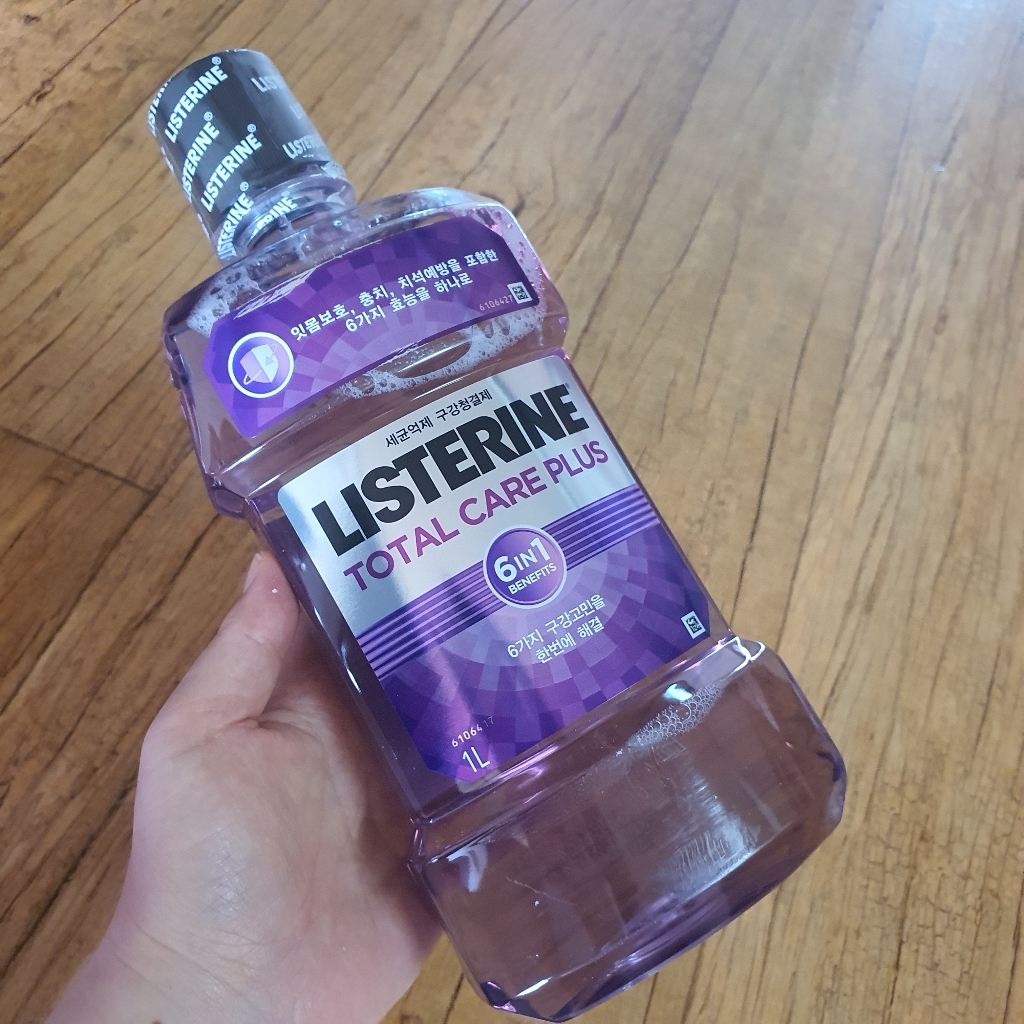 LISTERINE®
LISTERINE®
LISTERINE®
LISTERINE®
잇몸보호, 충치, 치석예방을 포함한
6가지 효능을 하나로
6106427
세균억제 구강청결제
LISTERINE
TOTAL CARE PLUS
6IN1
BENEFITS
6가지 구강고민을
한번에 해결
1L